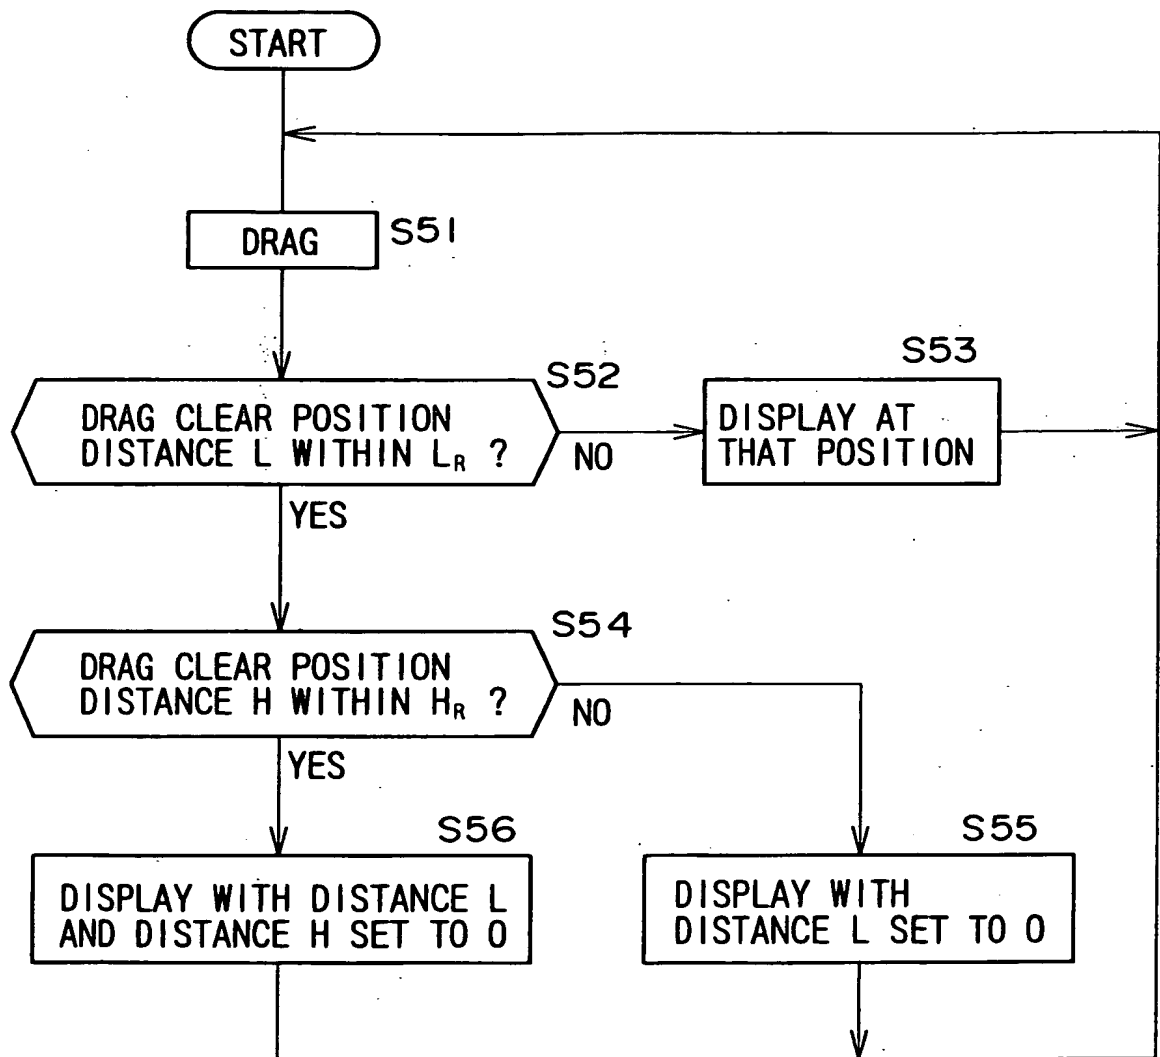 START
DRAG
S51
S52
DRAG CLEAR POSITION
DISTANCE L WITHIN LR ?
NO
YES
S53
DISPLAY AT
THAT POSITION
S54
DRAG CLEAR POSITION
DISTANCE H WITHIN HR ?
NO
YES
S56
DISPLAY WITH DISTANCE L
AND DISTANCE H SET TO 0
S55
DISPLAY WITH
DISTANCE L SET TO 0